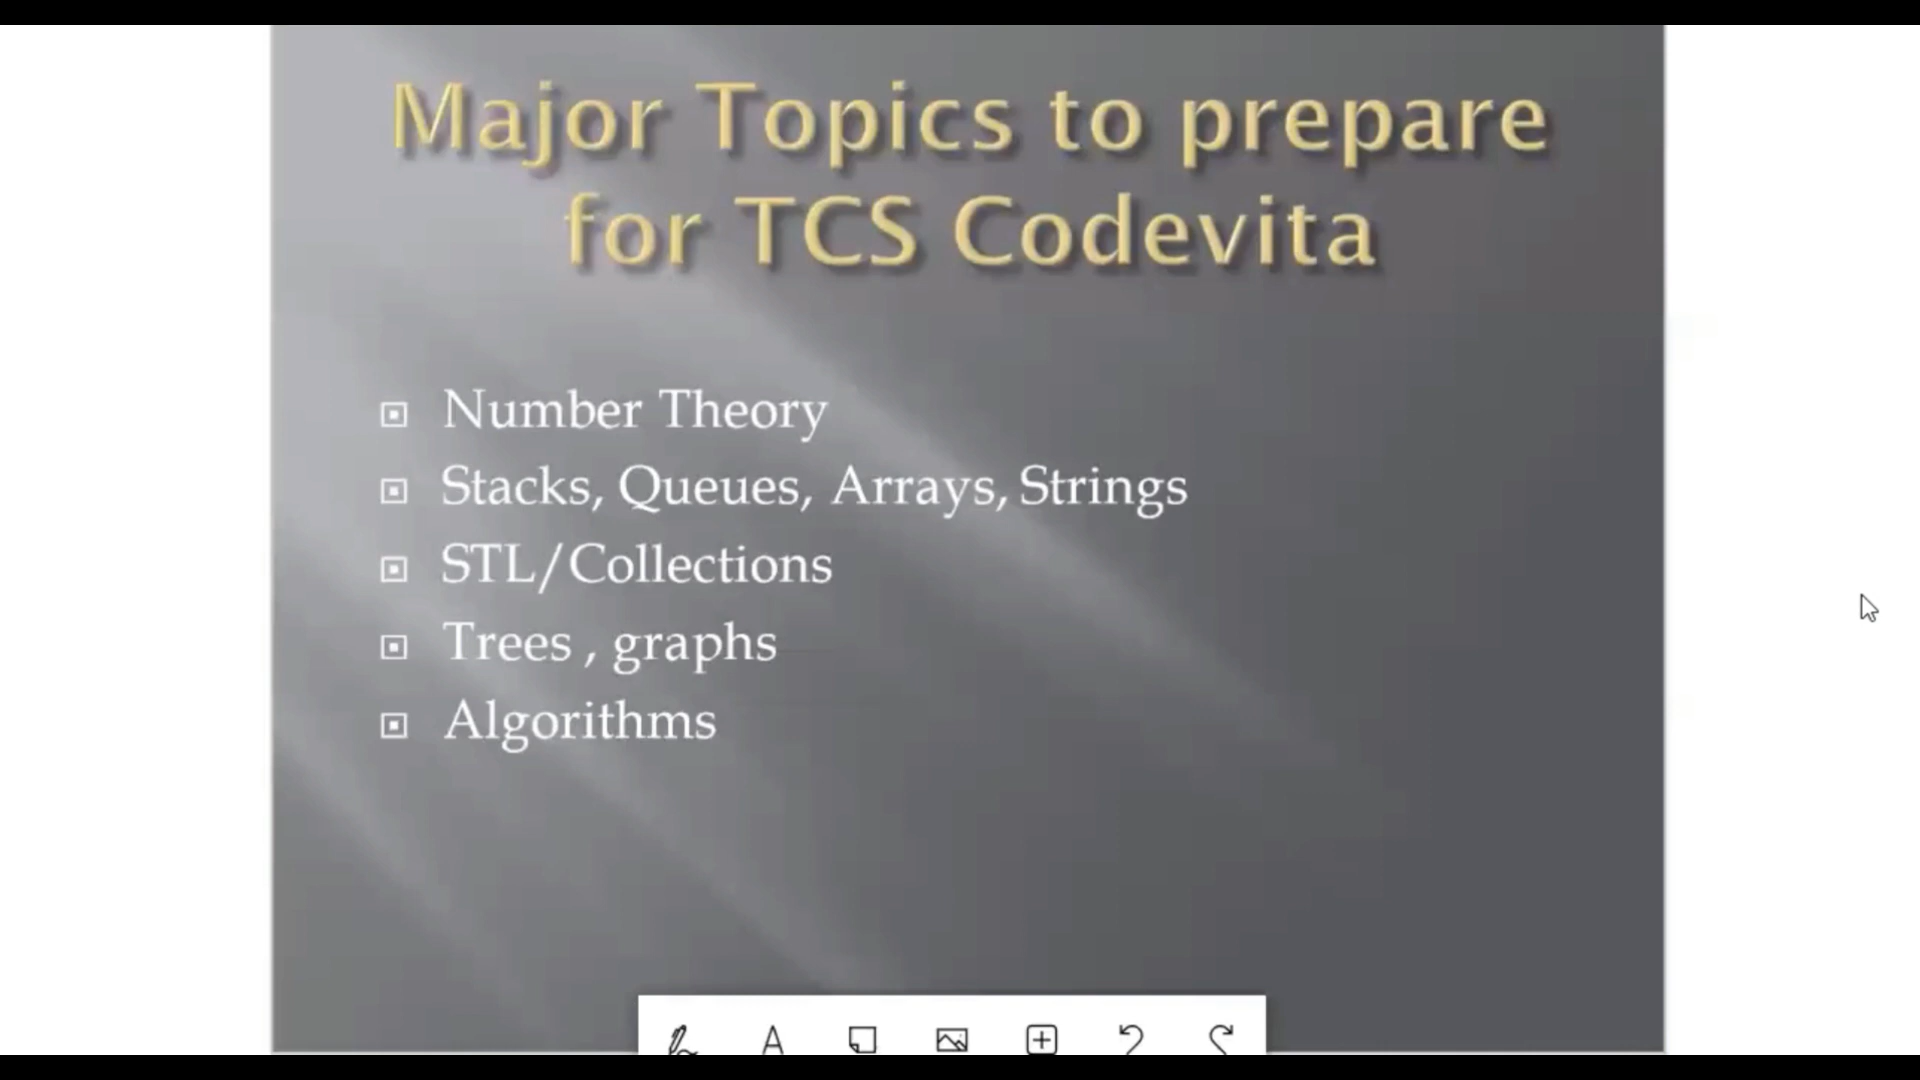 Major Topics to prepare
for TCS Codevita
Number Theory
Stacks, Queues, Arrays, Strings
STL/Collections
Trees , graphs
Algorithms